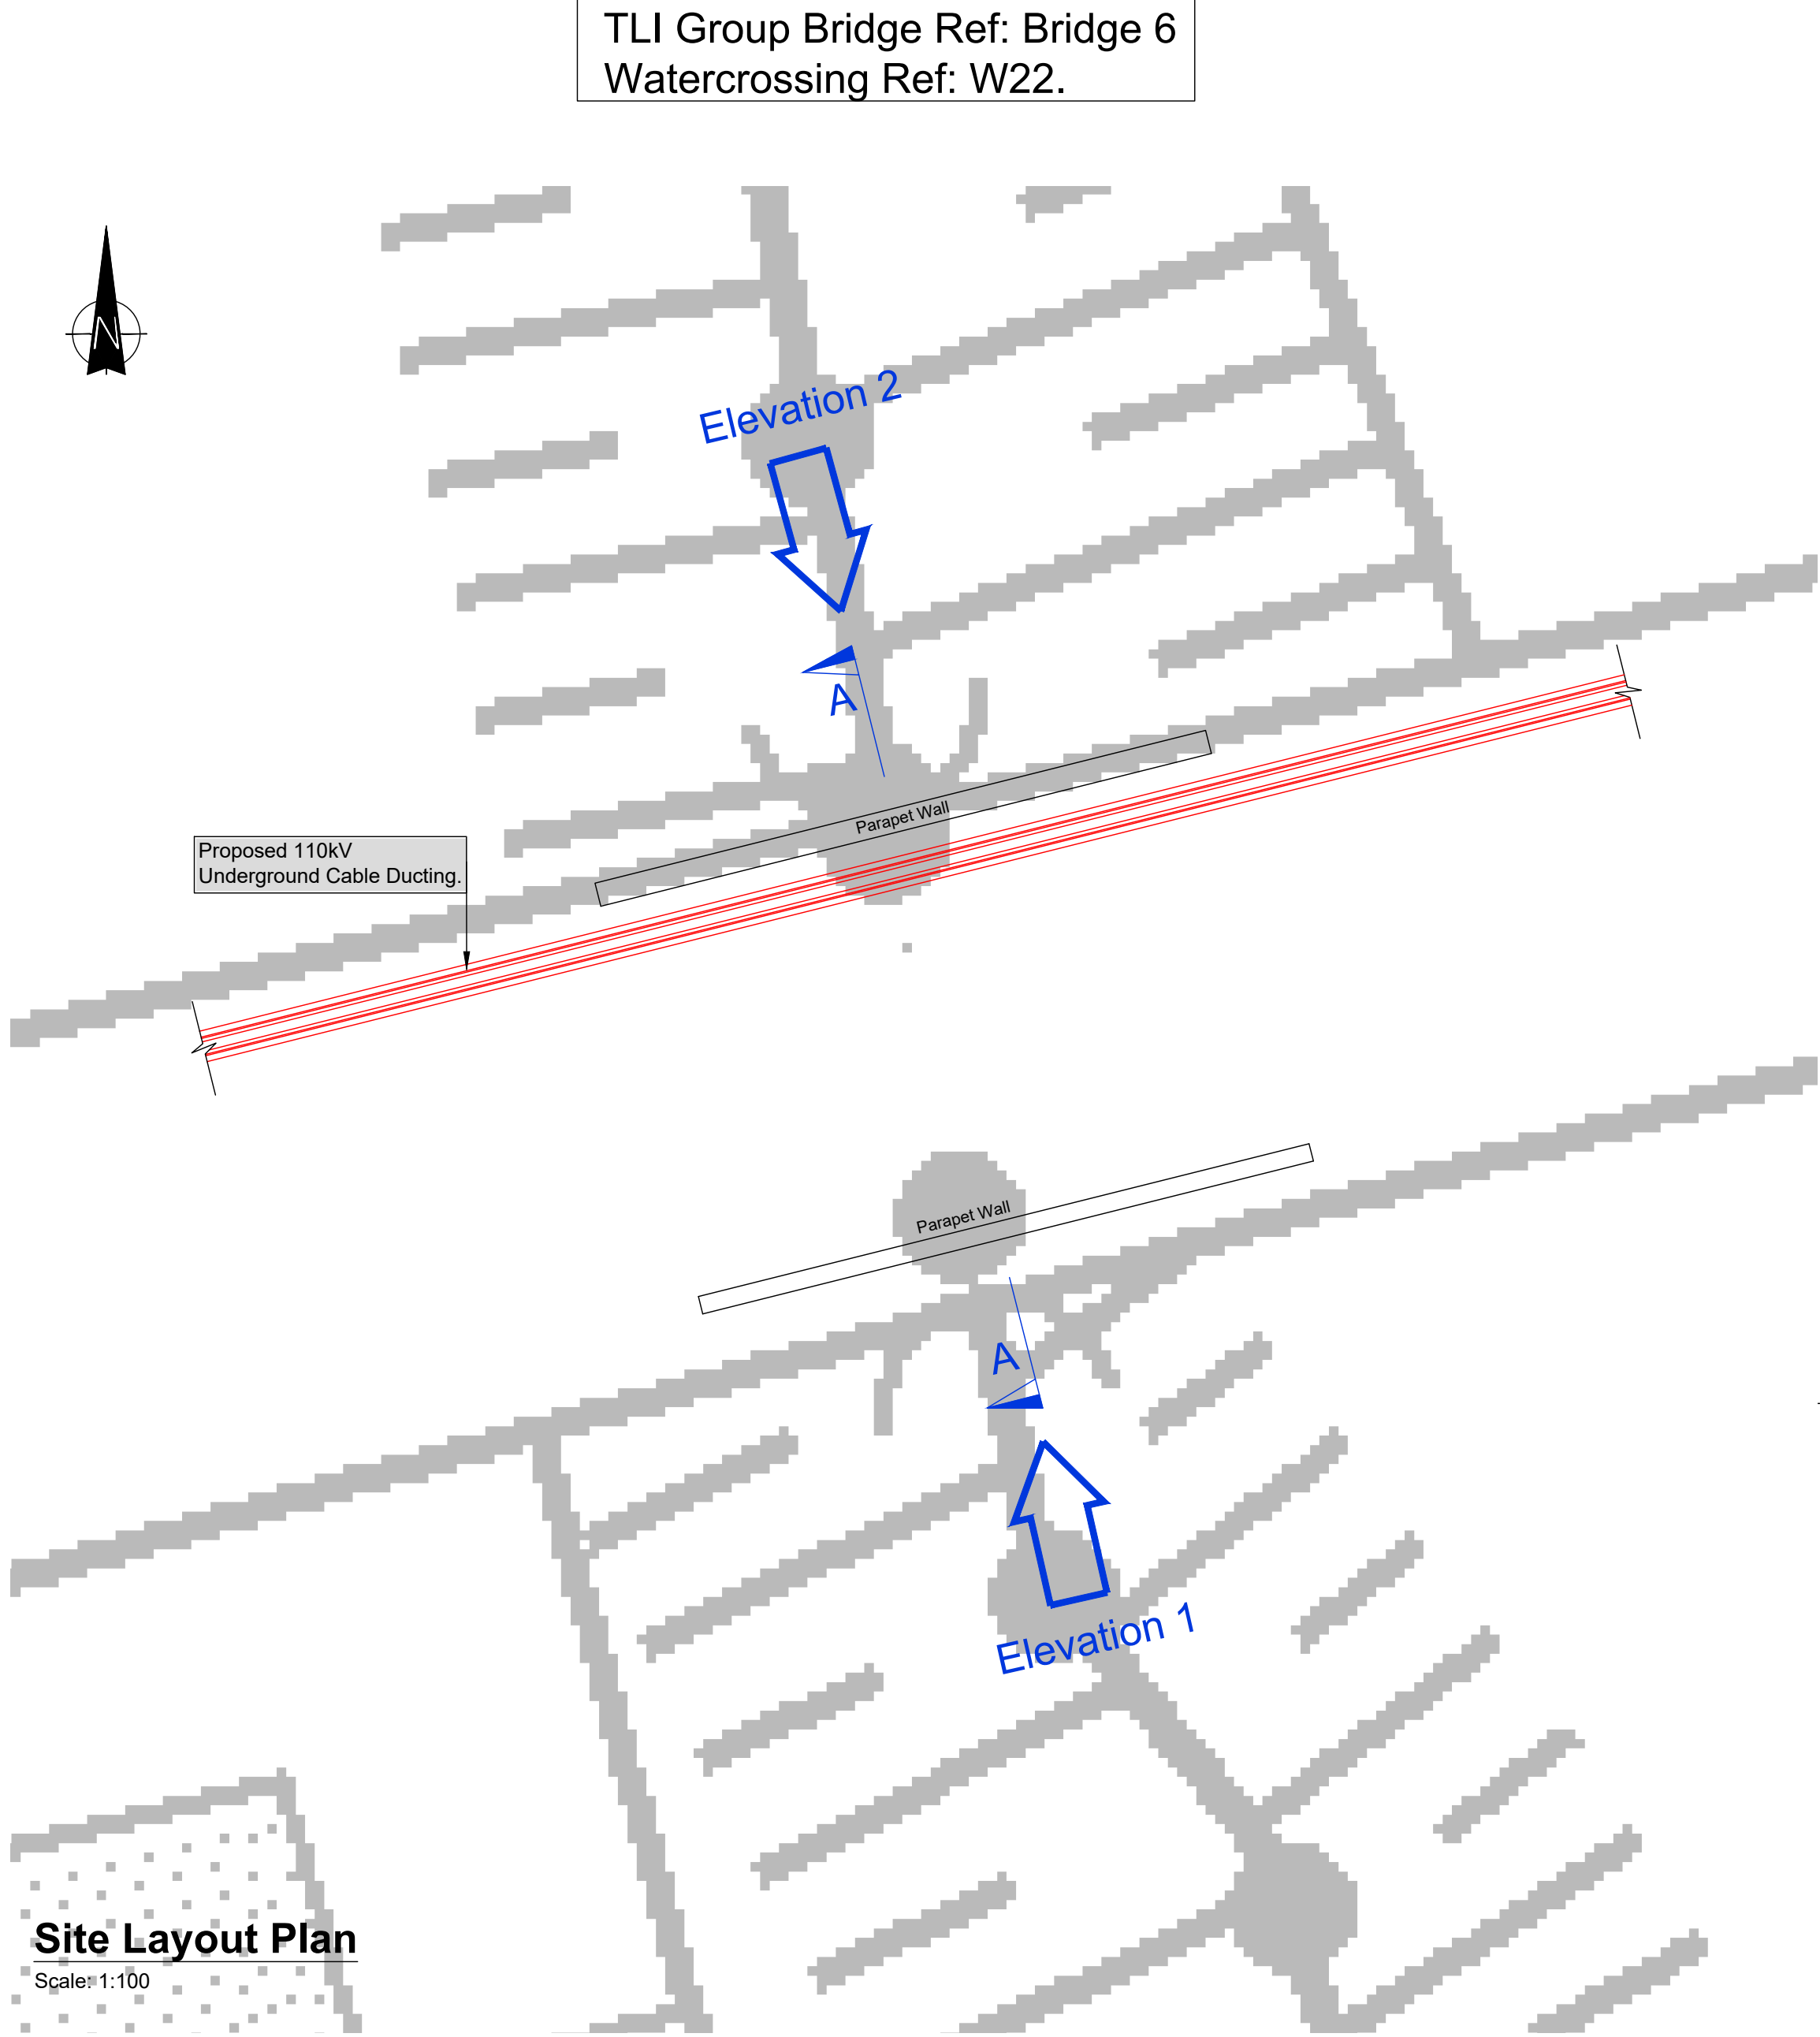 TLI Group Bridge Ref: Bridge 6
Watercrossing Ref: W22.
N
Elevation 2
A
Parapet Wall
Proposed 110kV
Underground Cable Ducting.
Parapet Wall
A
Elevation 1
Site Layout Plan
Scale: 1:100